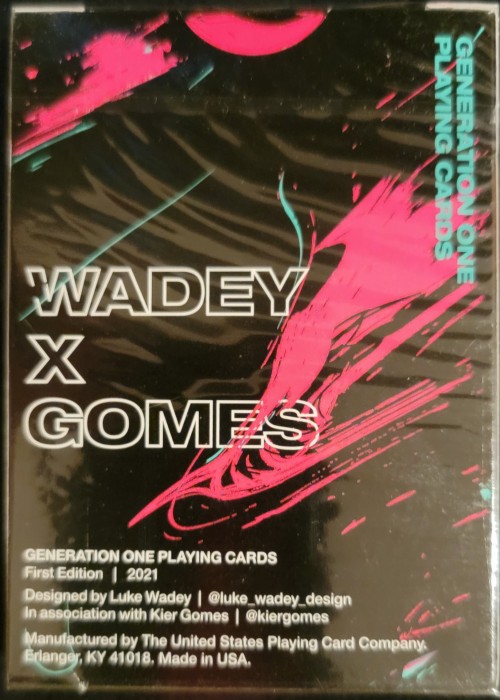 GENERATION ONE
PLAYING CARDS
WADEY
X
GOMES
GENERATION ONE PLAYING CARDS
First Edition | 2021
Designed by Luke Wadey | @luke_wadey_design
In association with Kier Gomes | @kiergomes
Manufactured by The United States Playing Card Company.
Erlanger, KY 41018. Made in USA.